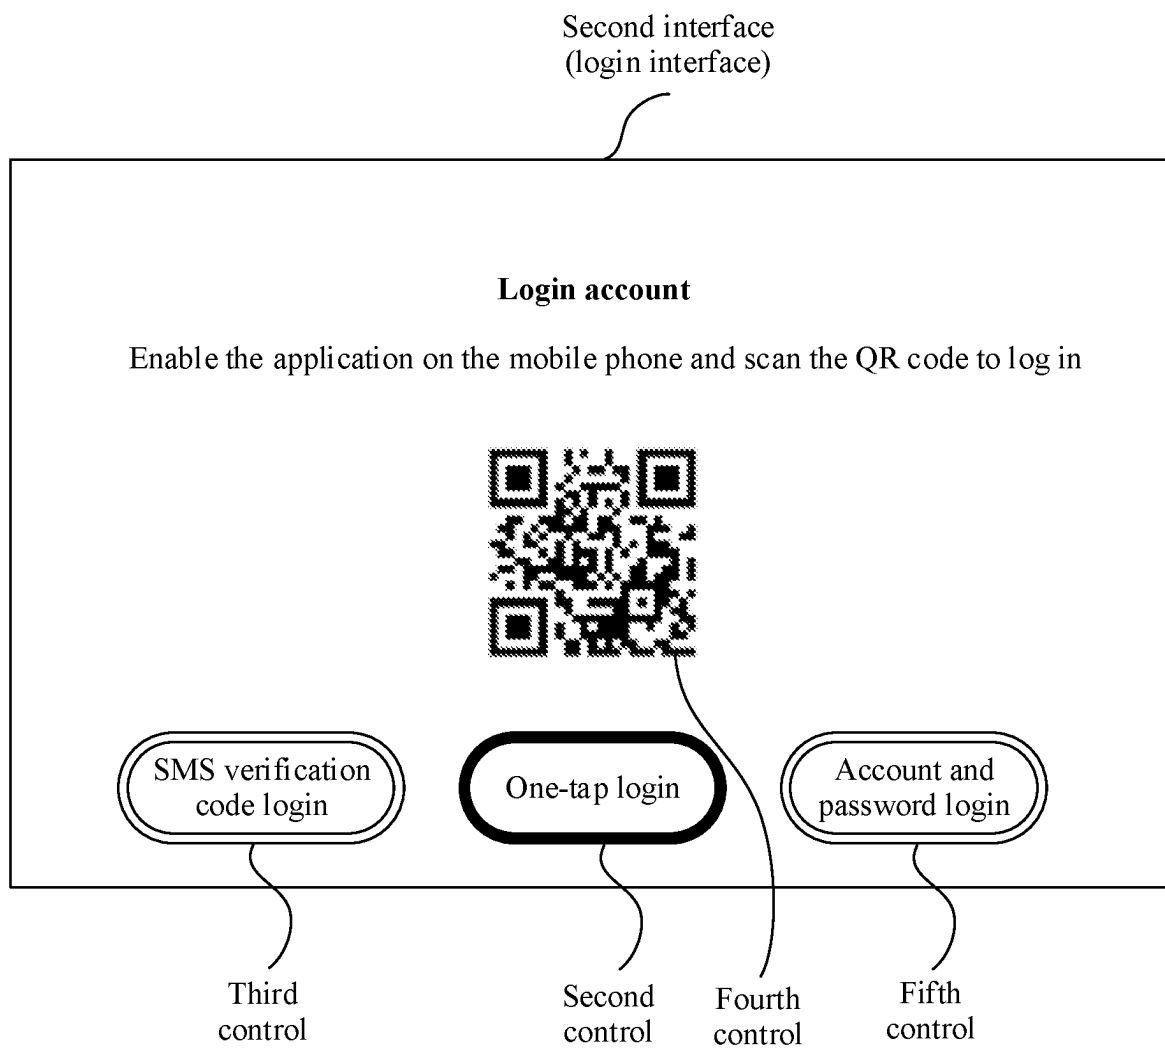 Second interface
(login interface)
Login account
Enable the application on the mobile phone and scan the QR code to log in
SMS verification
code login
One-tap login
Account and
password login
Third
control
Second
control
Fourth
control
Fifth
control